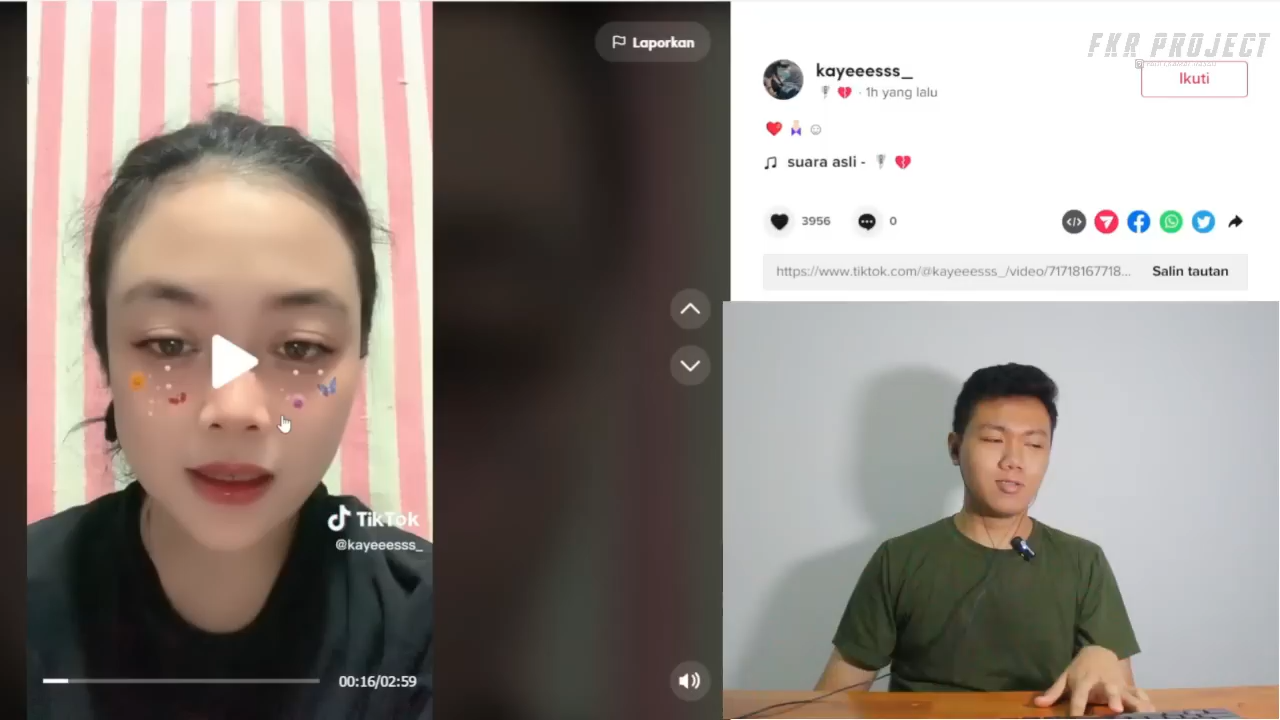 Laporkan
TikTok
@kayeeesss_
00:16/02:59
FKR PROJECT
kayeeesss_
· 1h yang lalu
Ikuti
suara asli -
3956
0
https://www.tiktok.com/@kayeeesss_/video/71718167718...
Salin tautan